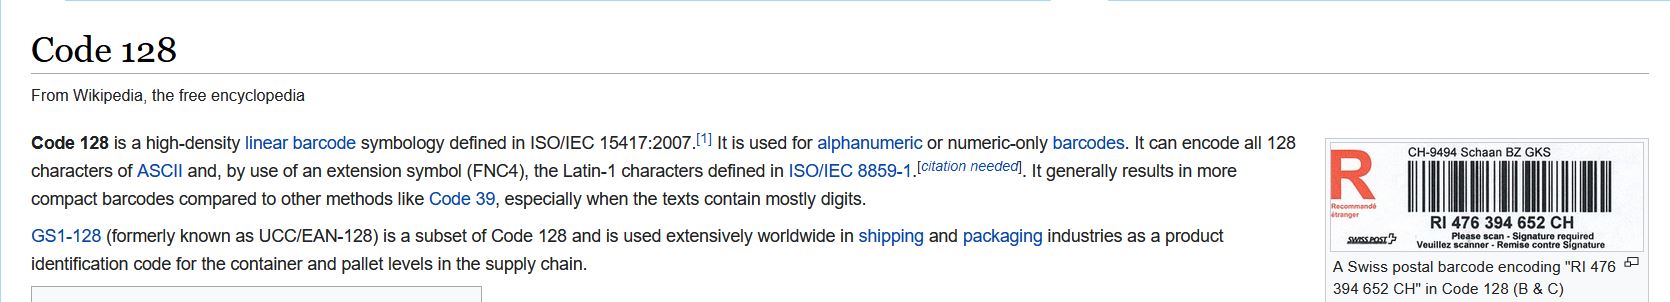 Code 128
From Wikipedia, the free encyclopedia
Code 128 is a high-density linear barcode symbology defined in ISO/IEC 15417:2007.[1] It is used for alphanumeric or numeric-only barcodes. It can encode all 128
characters of ASCII and, by use of an extension symbol (FNC4), the Latin-1 characters defined in ISO/IEC 8859-1.[citation needed]. It generally results in more
compact barcodes compared to other methods like Code 39, especially when the texts contain mostly digits.
GS1-128 (formerly known as UCC/EAN-128) is a subset of Code 128 and is used extensively worldwide in shipping and packaging industries as a product
identification code for the container and pallet levels in the supply chain.
CH-9494 Schaan BZ GKS
R
Recommandé
étranger
RI 476 394 652 CH
Please scan - Signature required
SWISS POST
Veuillez scanner - Remise contre Signature
A Swiss postal barcode encoding "RI 476
394 652 CH" in Code 128 (B & C)